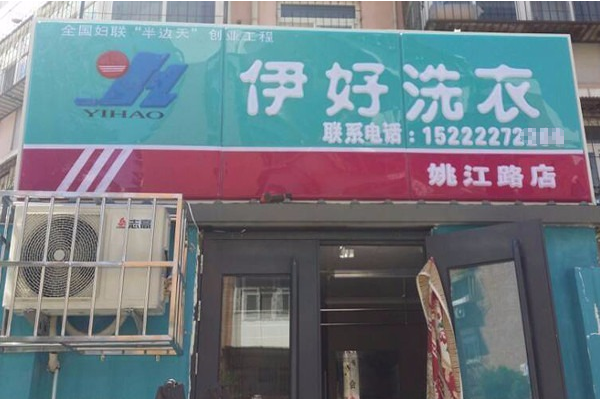 全国妇联“半边天”创业工程
伊好洗衣
YIHAO
联系电话：15222272
姚江路店
志高